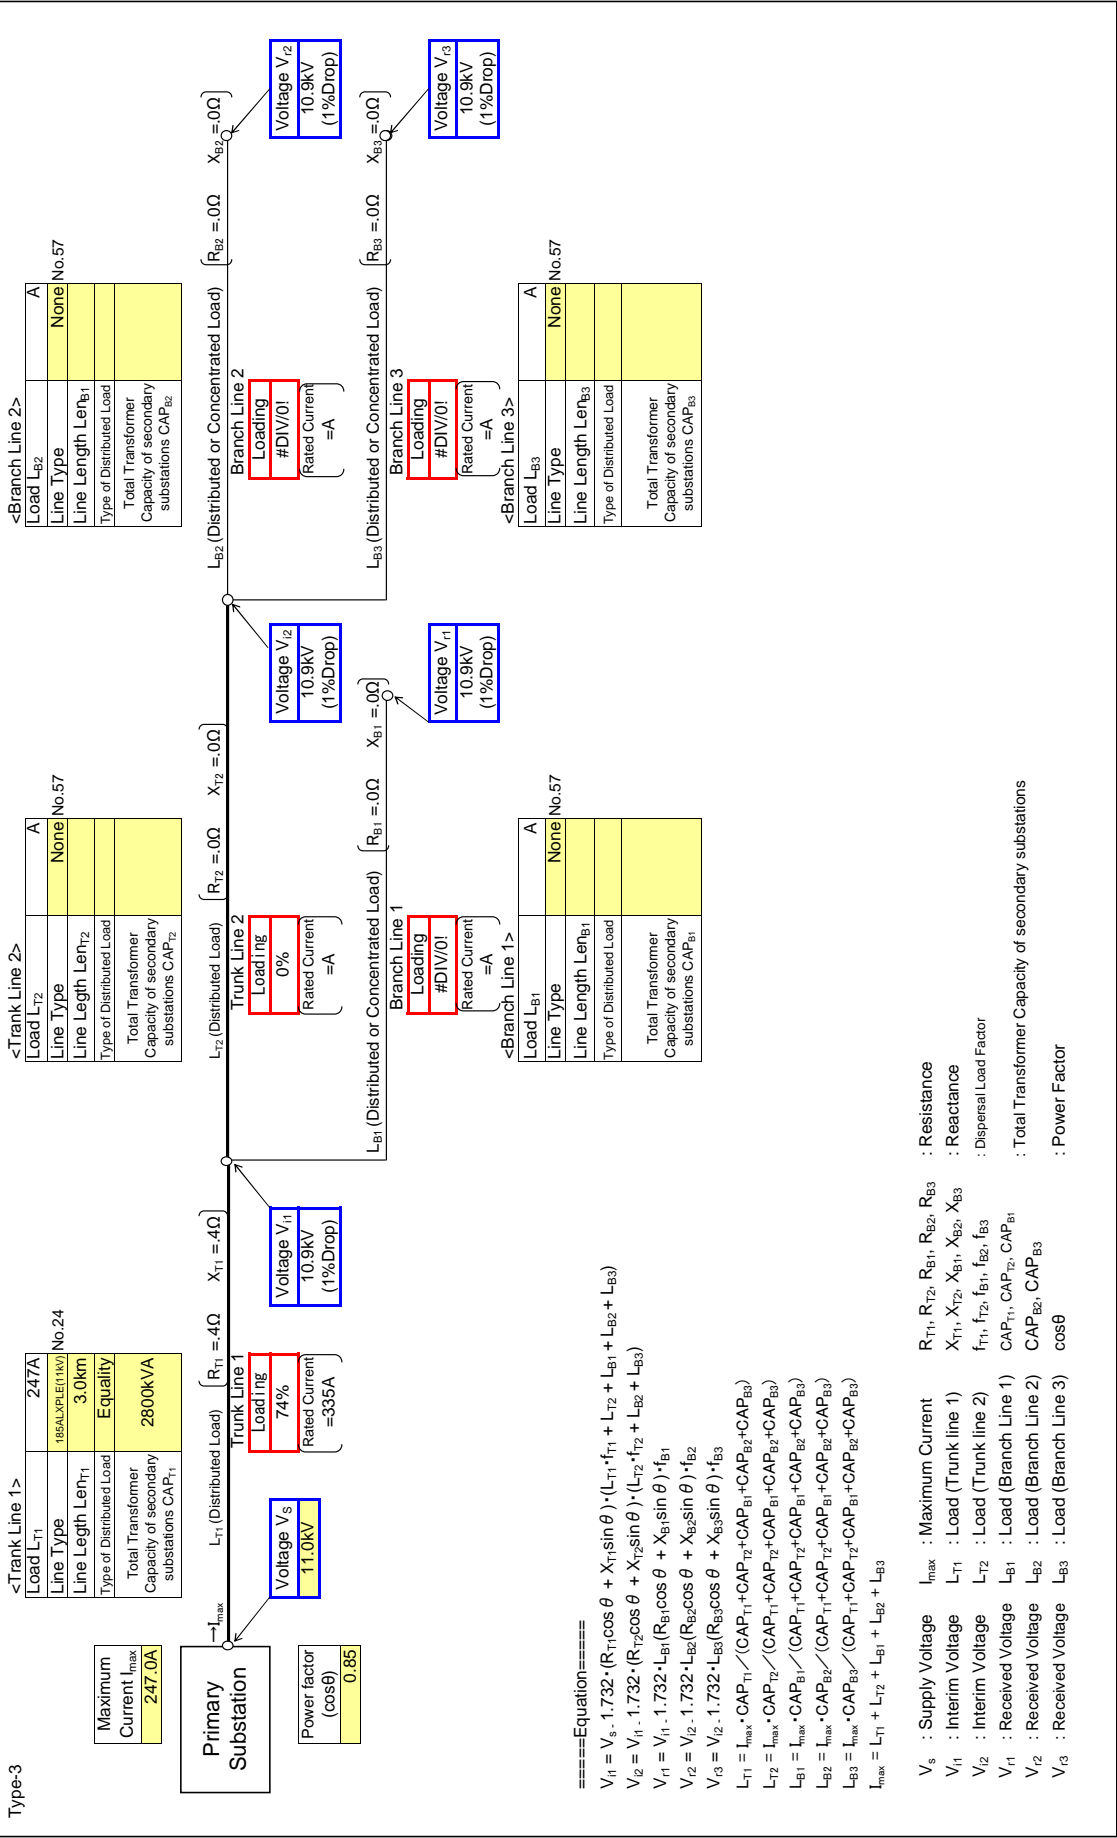 Type-3
Maximum
Current Imax
247.0A
Primary
Substation
Power factor
(cosθ)
0.85
→Imax
Voltage VS
11.0kV
<Trank Line 1>
Load LT1 247A
Line Type 185ALXPLE(11kV) No.24
Line Length LenT1 3.0km
Type of Distributed Load Equality
Total Transformer
Capacity of secondary
substations CAPT1
2800kVA
LT1 (Distributed Load)
RT1 =.4Ω XT1 =.4Ω
Trunk Line 1
Loading
74%
Rated Current
=335A
Voltage Vi1
10.9kV
(1%Drop)
<Trank Line 2>
Load LT2 A
Line Type None No.57
Line Legth LenT2
Type of Distributed Load
Total Transformer
Capacity of secondary
substations CAPT2
LT2 (Distributed Load)
RT2 =.0Ω XT2 =.0Ω
Trunk Line 2
Loading
0%
Rated Current
=A
Voltage Vi2
10.9kV
(1%Drop)
LB1 (Distributed or Concentrated Load)
RB1 =.0Ω XB1 =.0Ω
Branch Line 1
Loading
#DIV/0!
Rated Current
=A
Voltage Vr1
10.9kV
(1%Drop)
<Branch Line 1>
Load LB1 A
Line Type None No.57
Line Length LenB1
Type of Distributed Load
Total Transformer
Capacity of secondary
substations CAPB1
<Branch Line 2>
Load LB2 A
Line Type None No.57
Line Length LenB1
Type of Distributed Load
Total Transformer
Capacity of secondary
substations CAPB2
LB2 (Distributed or Concentrated Load)
RB2 =.0Ω XB2 =.0Ω
Branch Line 2
Loading
#DIV/0!
Rated Current
=A
Voltage Vr2
10.9kV
(1%Drop)
LB3 (Distributed or Concentrated Load)
RB3 =.0Ω XB3 =.0Ω
Branch Line 3
Loading
#DIV/0!
Rated Current
=A
Voltage Vr3
10.9kV
(1%Drop)
<Branch Line 3>
Load LB3 A
Line Type None No.57
Line Length LenB3
Type of Distributed Load
Total Transformer
Capacity of secondary
substations CAPB3
=====Equation=====
Vi1 = VS - 1.732・(RT1cosθ + XT1sinθ)・(LT1・fT1 + LT2 + LB1 + LB2 + LB3)
Vi2 = Vi1 - 1.732・(RT2cosθ + XT2sinθ)・(LT2・fT2 + LB2 + LB3)
Vr1 = Vi1 - 1.732・LB1(RB1cosθ + XB1sinθ)・fB1
Vr2 = Vi2 - 1.732・LB2(RB2cosθ + XB2sinθ)・fB2
Vr3 = Vi2 - 1.732・LB3(RB3cosθ + XB3sinθ)・fB3
LT1 = Imax・CAPT1／(CAPT1+CAPT2+CAPB1+CAPB2+CAPB3)
LT2 = Imax・CAPT2／(CAPT1+CAPT2+CAPB1+CAPB2+CAPB3)
LB1 = Imax・CAPB1／(CAPT1+CAPT2+CAPB1+CAPB2+CAPB3)
LB2 = Imax・CAPB2／(CAPT1+CAPT2+CAPB1+CAPB2+CAPB3)
LB3 = Imax・CAPB3／(CAPT1+CAPT2+CAPB1+CAPB2+CAPB3)
Imax = LT1 + LT2 + LB1 + LB2 + LB3
Vs : Supply Voltage Imax : Maximum Current RT1, RT2, RB1, RB2, RB3 : Resistance
Vi1 : Interim Voltage LT1 : Load (Trunk line 1) XT1, XT2, XB1, XB2, XB3 : Reactance
Vi2 : Interim Voltage LT2 : Load (Trunk line 2) fT1, fT2, fB1, fB2, fB3 : Dispersal Load Factor
Vr1 : Received Voltage LB1 : Load (Branch Line 1) CAPT1, CAPT2, CAPB1
: Total Transformer Capacity of secondary substations
Vr2 : Received Voltage LB2 : Load (Branch Line 2) CAPB2, CAPB3
Vr3 : Received Voltage LB3 : Load (Branch Line 3) cosθ : Power Factor